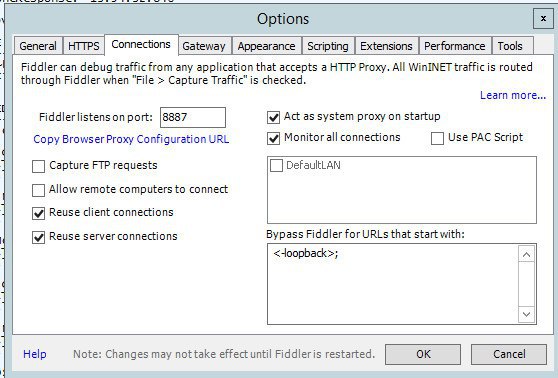 Options
x
General HTTPS Connections Gateway Appearance Scripting Extensions Performance Tools
Fiddler can debug traffic from any application that accepts a HTTP Proxy. All WinINET traffic is routed
through Fiddler when "File > Capture Traffic" is checked.
Learn more...
Fiddler listens on port: 8887
Copy Browser Proxy Configuration URL
Capture FTP requests
Allow remote computers to connect
Reuse client connections
Reuse server connections
Act as system proxy on startup
Monitor all connections Use PAC Script
DefaultLAN
Bypass Fiddler for URLs that start with:
<-loopback>;
Help Note: Changes may not take effect until Fiddler is restarted. OK Cancel